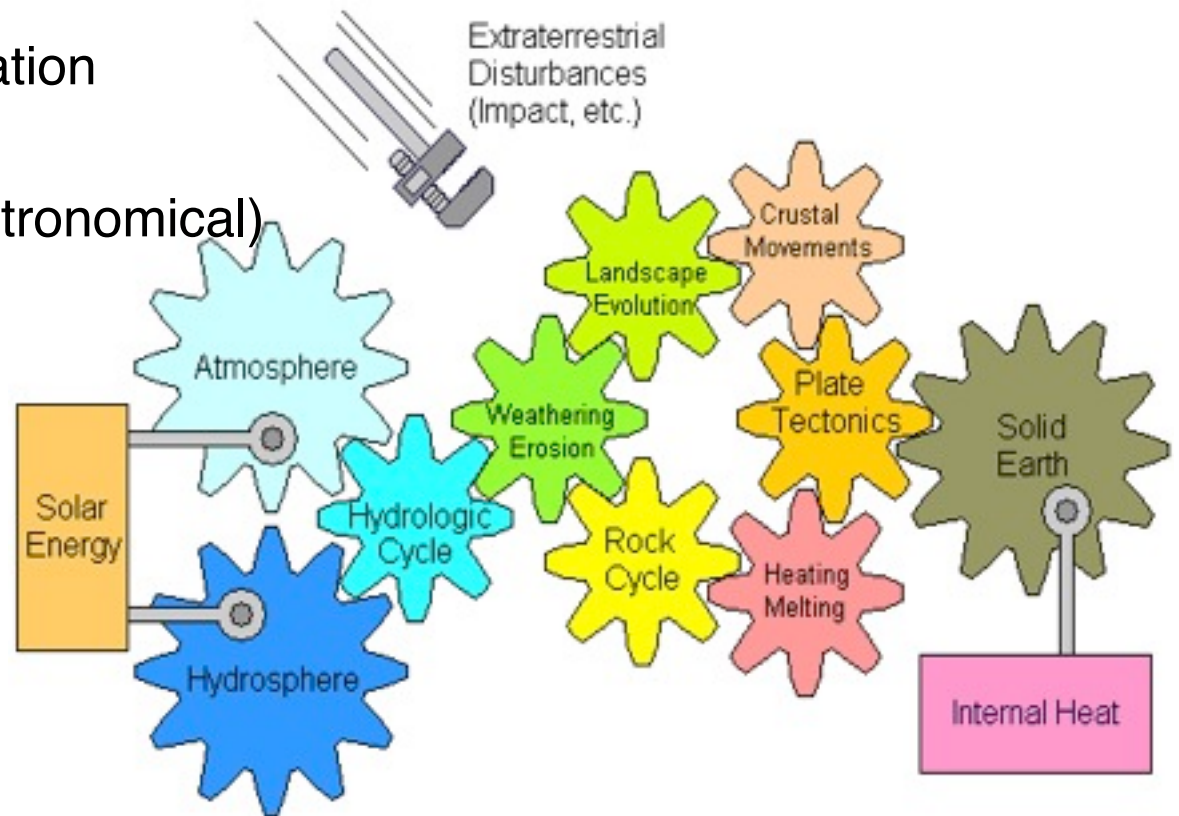 ation
tronomical)
Extraterrestrial
Disturbances
(Impact, etc.)
Crustal
Movements
Landscape
Evolution
Atmosphere
Weathering
Erosion
Plate
Tectonics
Solid
Earth
Solar
Energy
Hydrologic
Cycle
Rock
Cycle
Heating
Melting
Hydrosphere
Internal Heat